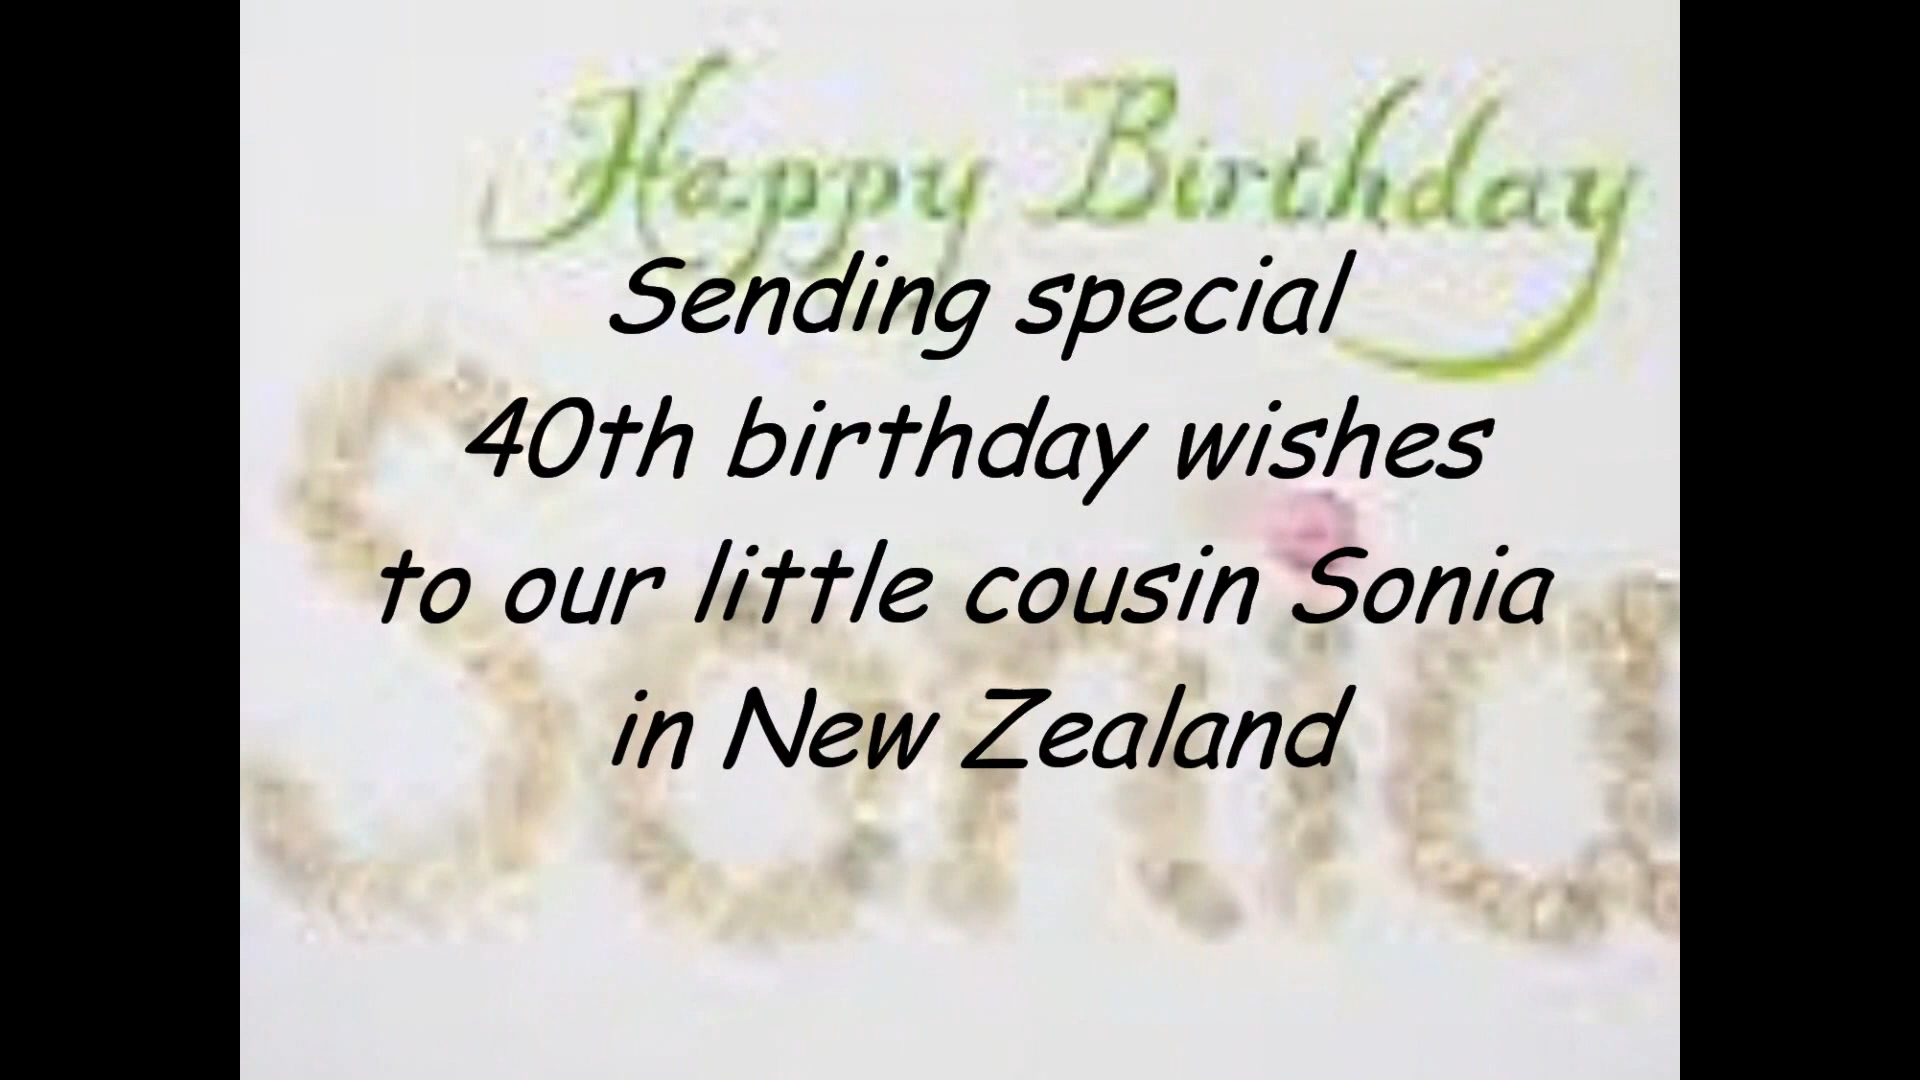 Happy Birthday
Sending special
40th birthday wishes
to our little cousin Sonia
in New Zealand
Sonia